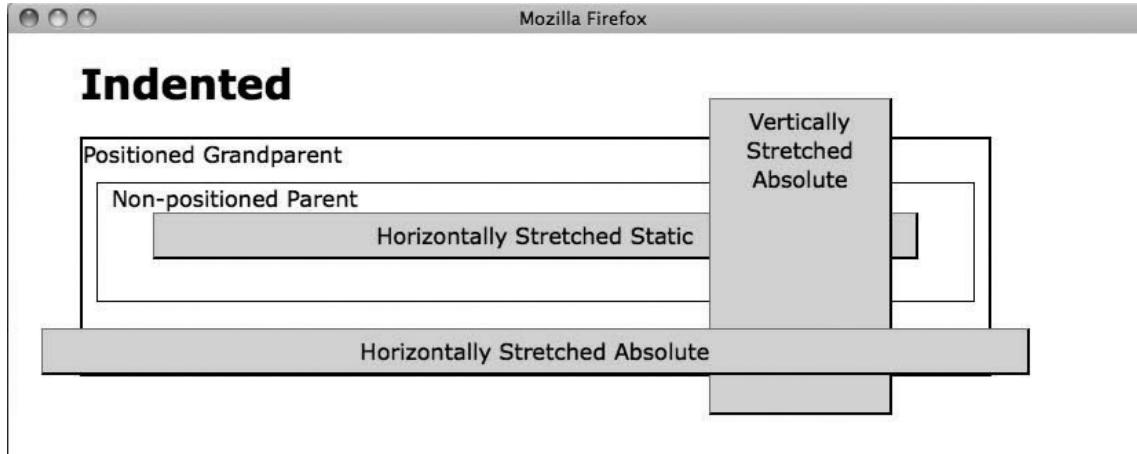 Mozilla Firefox
Indented
Vertically
Stretched
Absolute
Positioned Grandparent
Non-positioned Parent
Horizontally Stretched Static
Horizontally Stretched Absolute